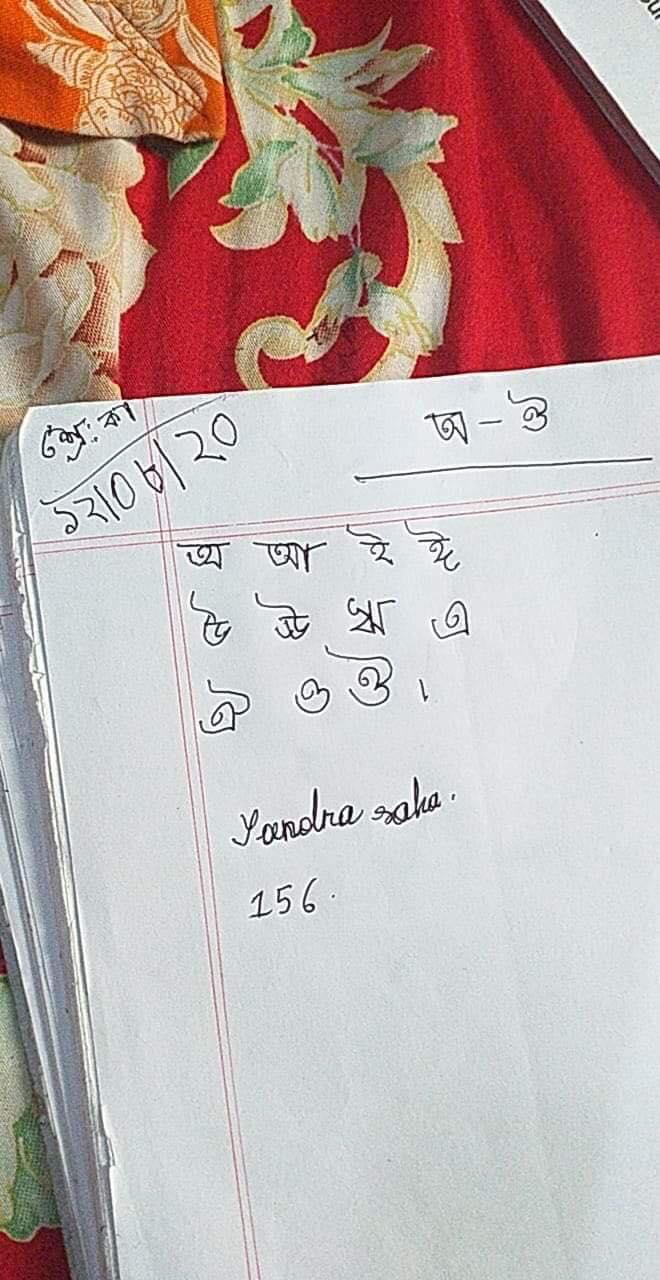 শ্রে: কা
১২/০৮/20
অ - ঔ
অ আ ই ঈ
উ ঊ ঋ এ
ঐ ও ঔ।
Sandra saha.
156.